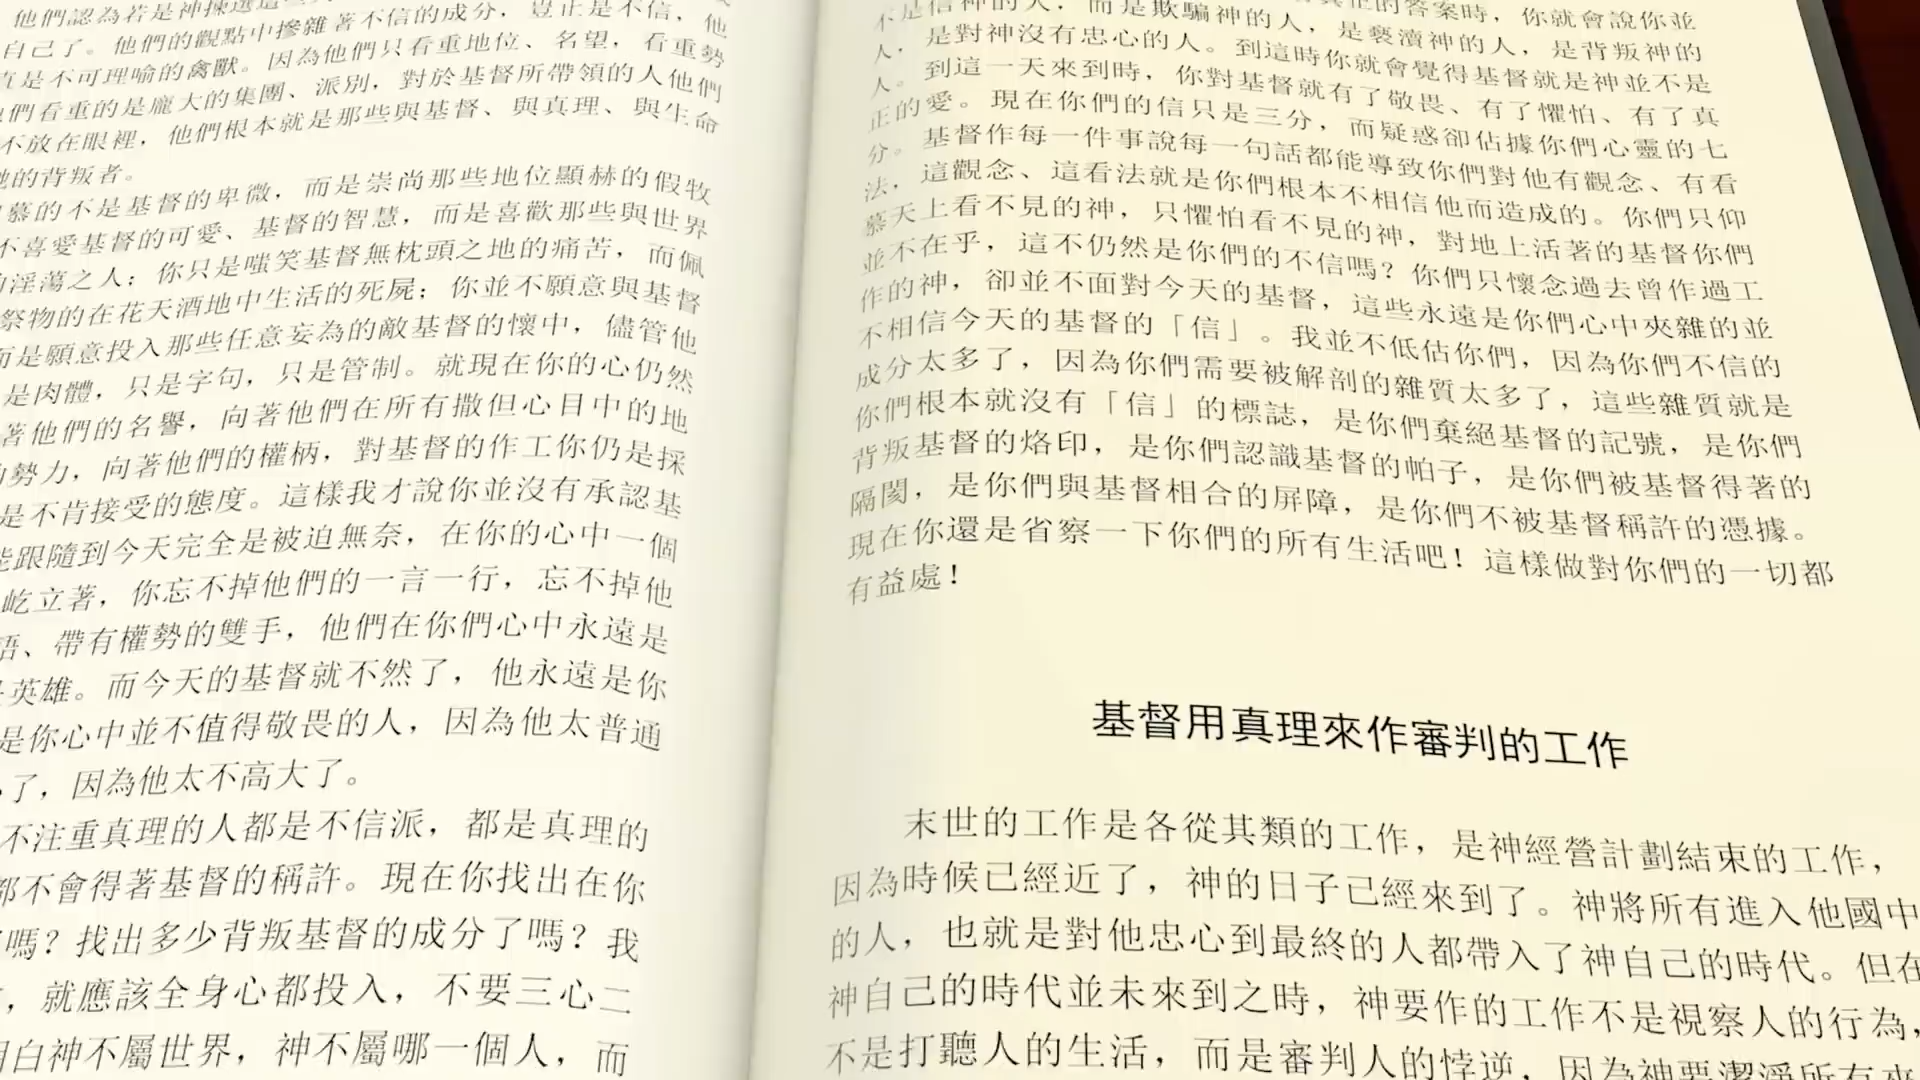 他們認為若是神揀選這
自己了。他們的觀點中摻雜著不信的成分，豈止是不信，他
真是不可理喻的禽獸。因為他們只看重地位、名望，看重勢
們看重的是龐大的集團、派別，對於基督所帶領的人他們
不放在眼裡，他們根本就是那些與基督、與真理、與生命
的背叛者。
慕的不是基督的卑微，而是崇尚那些地位顯赫的假牧
不喜愛基督的可愛、基督的智慧，而是喜歡那些與世界
淫蕩之人；你只是嗤笑基督無枕頭之地的痛苦，而佩
祭物的在花天酒地中生活的死屍；你並不願意與基督
而是願意投入那些任意妄為的敵基督的懷中，儘管他
是肉體，只是字句，只是管制。就現在你的心仍然
著他們的名譽，向著他們在所有撒但心目中的地
勢力，向著他們的權柄，對基督的作工你仍是採
是不肯接受的態度。這樣我才說你並沒有承認基
能跟隨到今天完全是被迫無奈，在你的心中一個
屹立著，你忘不掉他們的一言一行，忘不掉他
語、帶有權勢的雙手，他們在你們心中永遠是
英雄。而今天的基督就不然了，他永遠是你
是你心中並不值得敬畏的人，因為他太普通
了，因為他太不高大了。
不注重真理的人都是不信派，都是真理的
都不會得著基督的稱許。現在你找出在你
嗎？找出多少背叛基督的成分了嗎？我
，就應該全身心都投入，不要三心二
明白神不屬世界，神不屬哪一個人，而
不是信神的人，而是欺騙神的人，是褻瀆神的人，是背叛神的
人，是對神沒有忠心的人。到這時你就會覺得基督就是神並不是
人。到這一天來到時，你對基督就有了敬畏、有了懼怕、有了真
正的愛。現在你們的信只是三分，而疑惑卻佔據你們心靈的七
分。基督作每一件事說每一句話都能導致你們對他有觀念、有看
法，這觀念、這看法就是你們根本不相信他而造成的。你們只仰
慕天上看不見的神，只懼怕看不見的神，對地上活著的基督你們
並不在乎，這不仍然是你們的不信嗎？你們只懷念過去曾作過工
作的神，卻並不面對今天的基督，這些永遠是你們心中夾雜的並
不相信今天的基督的「信」。我並不低估你們，因為你們不信的
成分太多了，因為你們需要被解剖的雜質太多了，這些雜質就是
你們根本就沒有「信」的標誌，是你們棄絕基督的記號，是你們
背叛基督的烙印，是你們認識基督的帕子，是你們被基督得著的
隔閡，是你們與基督相合的屏障，是你們不被基督稱許的憑據。
現在你還是省察一下你們的所有生活吧！這樣做對你們的一切都
有益處！
基督用真理來作審判的工作
末世的工作是各從其類的工作，是神經營計劃結束的工作，
因為時候已經近了，神的日子已經來到了。神將所有進入他國中
的人，也就是對他忠心到最終的人都帶入了神自己的時代。但在
神自己的時代並未來到之時，神要作的工作不是視察人的行為，
不是打聽人的生活，而是審判人的悖逆，因為神要潔淨所有來